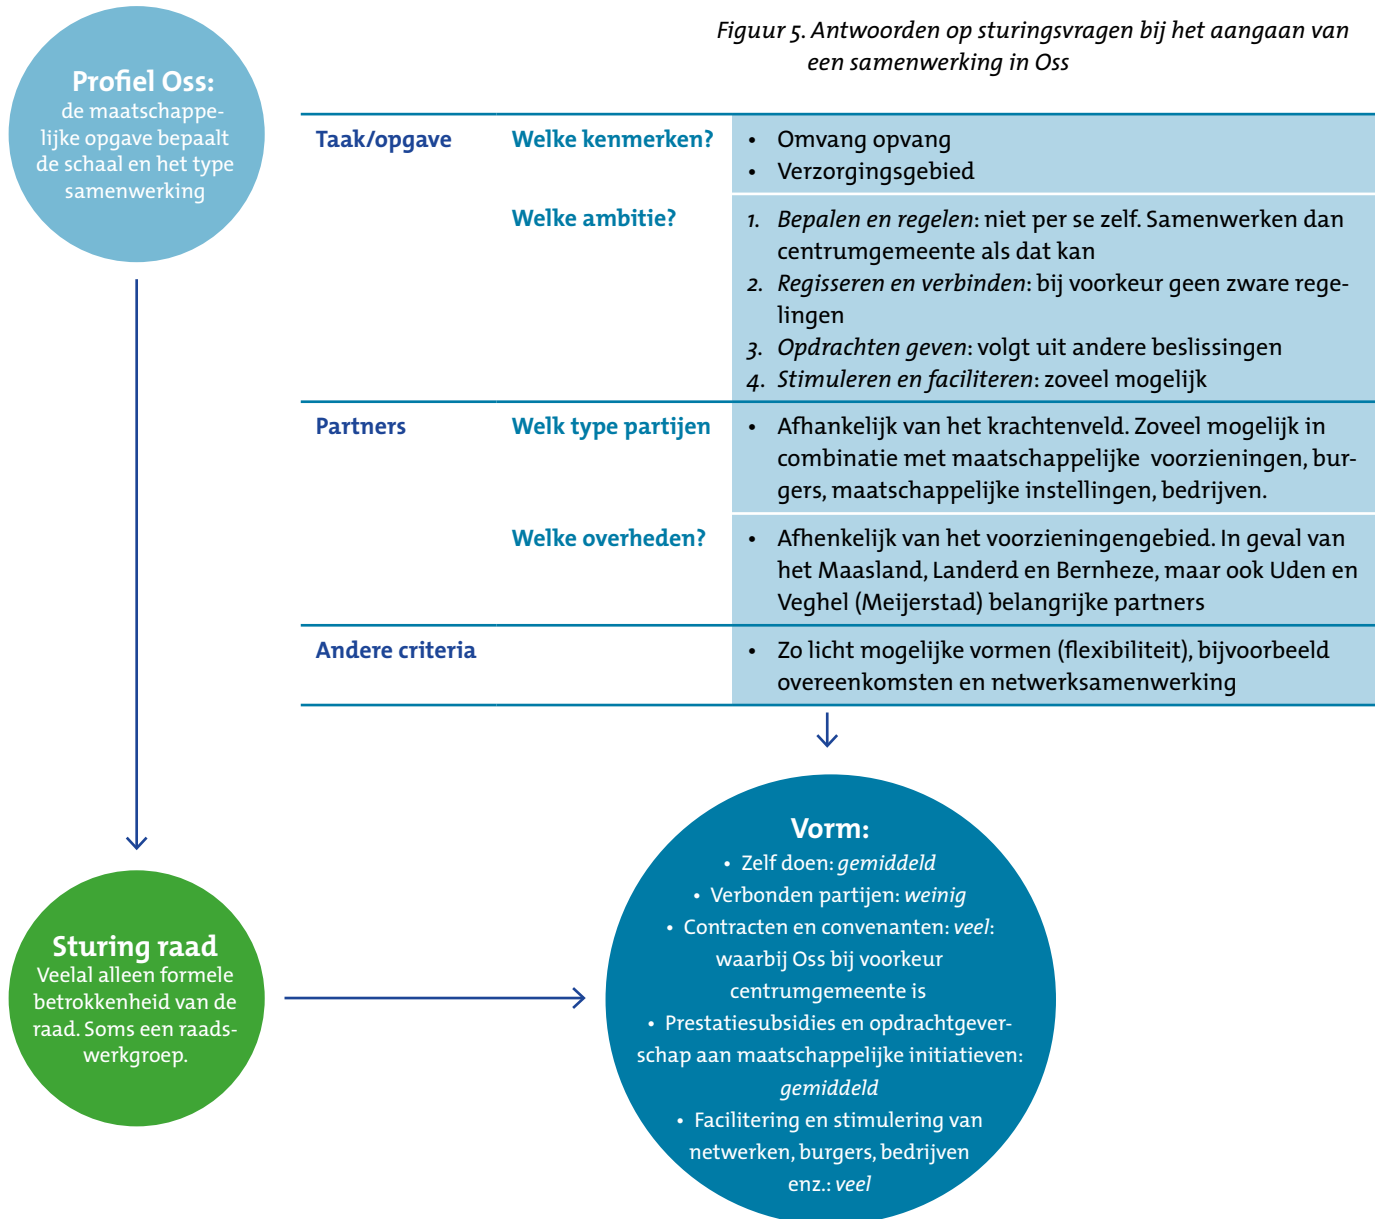 Figuur 5. Antwoorden op sturingsvragen bij het aangaan van
een samenwerking in Oss
Profiel Oss:
de maatschappe-
lijke opgave bepaalt
de schaal en het type
samenwerking
Taak/opgave
Welke kenmerken?
• Omvang opvang
• Verzorgingsgebied
Welke ambitie?
1. Bepalen en regelen: niet per se zelf. Samenwerken dan
centrumgemeente als dat kan
2. Regisseren en verbinden: bij voorkeur geen zware rege-
lingen
3. Opdrachten geven: volgt uit andere beslissingen
4. Stimuleren en faciliteren: zoveel mogelijk
Partners
Welk type partijen
• Afhankelijk van het krachtenveld. Zoveel mogelijk in
combinatie met maatschappelijke voorzieningen, bur-
gers, maatschappelijke instellingen, bedrijven.
Welke overheden?
• Afhenkelijk van het voorzieningengebied. In geval van
het Maasland, Landerd en Bernheze, maar ook Uden en
Veghel (Meijerstad) belangrijke partners
Andere criteria
• Zo licht mogelijke vormen (flexibiliteit), bijvoorbeeld
overeenkomsten en netwerksamenwerking
Sturing raad
Veelal alleen formele
betrokkenheid van de
raad. Soms een raads-
werkgroep.
Vorm:
• Zelf doen: gemiddeld
• Verbonden partijen: weinig
• Contracten en convenanten: veel:
waarbij Oss bij voorkeur
centrumgemeente is
• Prestatiesubsidies en opdrachtgever-
schap aan maatschappelijke initiatieven:
gemiddeld
• Facilitering en stimulering van
netwerken, burgers, bedrijven
enz.: veel